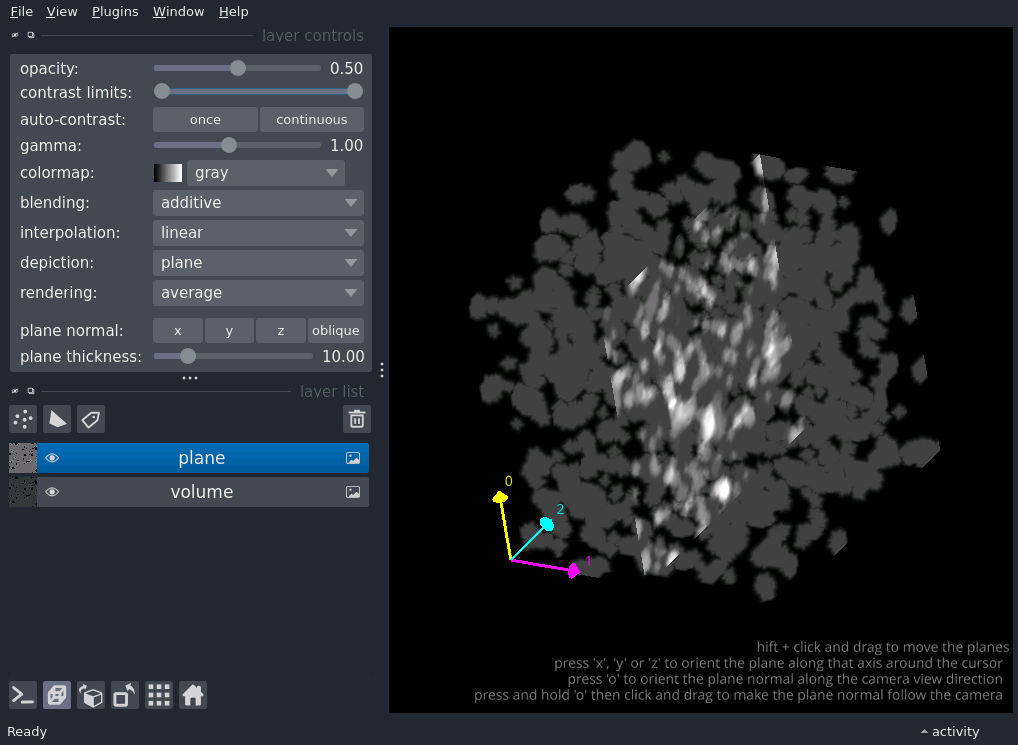 File View Plugins Window Help
layer controls
opacity: 0.50
contrast limits:
auto-contrast: once continuous
gamma: 1.00
colormap: gray
blending: additive
interpolation: linear
depiction: plane
rendering: average
plane normal: x y z oblique
plane thickness: 10.00
layer list
plane
volume
0
2
1
hift + click and drag to move the planes
press 'x', 'y' or 'z' to orient the plane along that axis around the cursor
press 'o' to orient the plane normal along the camera view direction
press and hold 'o' then click and drag to make the plane normal follow the camera
Ready activity